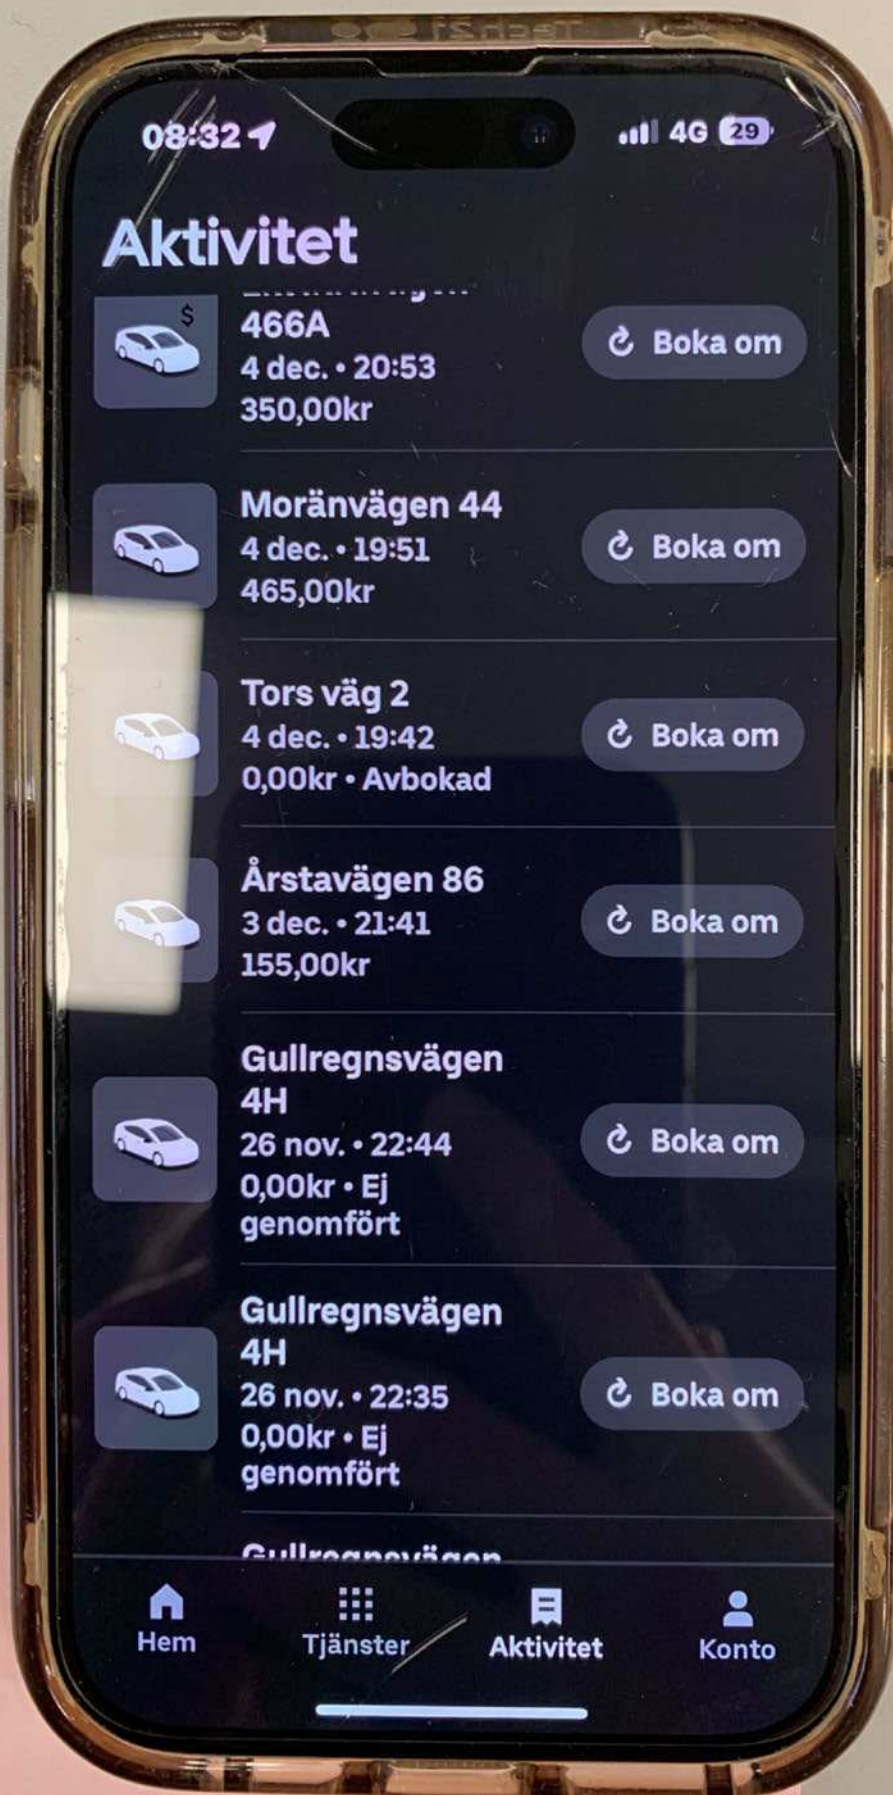 08:32
4G 29
Aktivitet
$
466A
4 dec. • 20:53
350,00kr
Boka om
Moränvägen 44
4 dec. • 19:51
465,00kr
Boka om
Tors väg 2
4 dec. • 19:42
0,00kr • Avbokad
Boka om
Årstavägen 86
3 dec. • 21:41
155,00kr
Boka om
Gullregnsvägen
4H
26 nov. • 22:44
0,00kr • Ej
genomfört
Boka om
Gullregnsvägen
4H
26 nov. • 22:35
0,00kr • Ej
genomfört
Boka om
Gullregnsvägen
Hem
Tjänster
Aktivitet
Konto